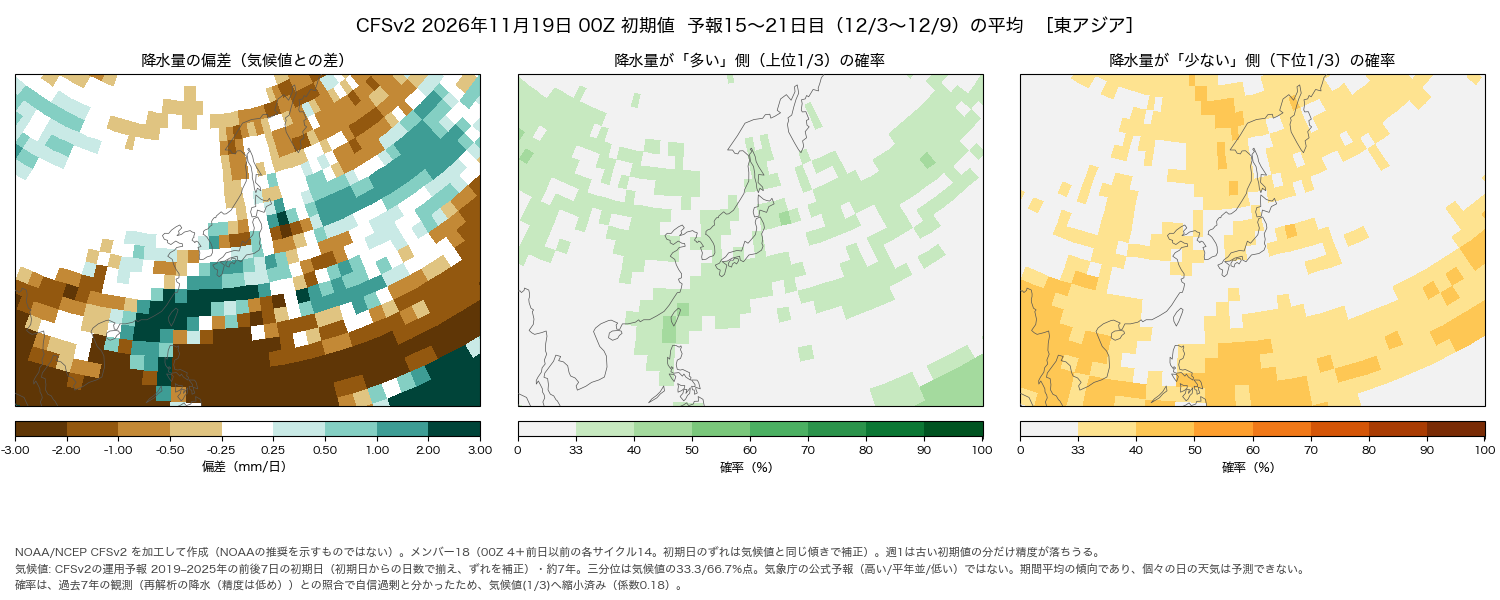 CFSv2 2026年11月19日 00Z 初期値 予報15～21日目（12/3～12/9）の平均 ［東アジア］
降水量の偏差（気候値との差）
降水量が「多い」側（上位1/3）の確率
降水量が「少ない」側（下位1/3）の確率
-3.00 -2.00 -1.00 -0.50 -0.25 0.25 0.50 1.00 2.00 3.00
偏差（mm/日）
0 33 40 50 60 70 80 90 100
確率（%）
0 33 40 50 60 70 80 90 100
確率（%）
NOAA/NCEP CFSv2 を加工して作成（NOAAの推奨を示すものではない）。メンバー18（00Z 4＋前日以前の各サイクル14。初期日のずれは気候値と同じ傾きで補正）。週1は古い初期値の分だけ精度が落ちうる。
気候値: CFSv2の運用予報 2019–2025年の前後7日の初期日（初期日からの日数で揃え、ずれを補正）・約7年。三分位は気候値の33.3/66.7%点。気象庁の公式予報（高い/平年並/低い）ではない。期間平均の傾向であり、個々の日の天気は予測できない。
確率は、過去7年の観測（再解析の降水（精度は低め））との照合で自信過剰と分かったため、気候値(1/3)へ縮小済み（係数0.18）。